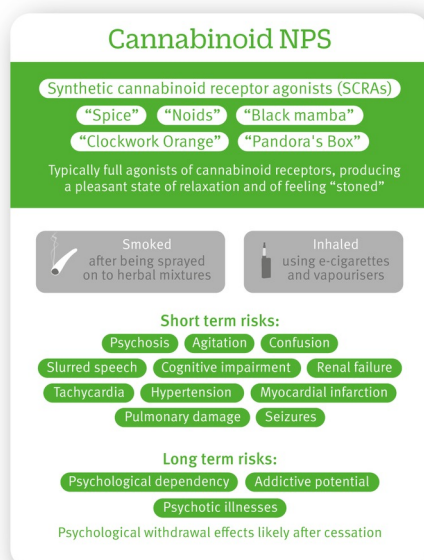 Cannabinoid NPS
Synthetic cannabinoid receptor agonists (SCRAs)
“Spice” “Noids” “Black mamba”
“Clockwork Orange” “Pandora's Box”
Typically full agonists of cannabinoid receptors, producing
a pleasant state of relaxation and of feeling “stoned”
Smoked
after being sprayed
on to herbal mixtures
Inhaled
using e-cigarettes
and vapourisers
Short term risks:
Psychosis Agitation Confusion
Slurred speech Cognitive impairment Renal failure
Tachycardia Hypertension Myocardial infarction
Pulmonary damage Seizures
Long term risks:
Psychological dependency Addictive potential
Psychotic illnesses
Psychological withdrawal effects likely after cessation